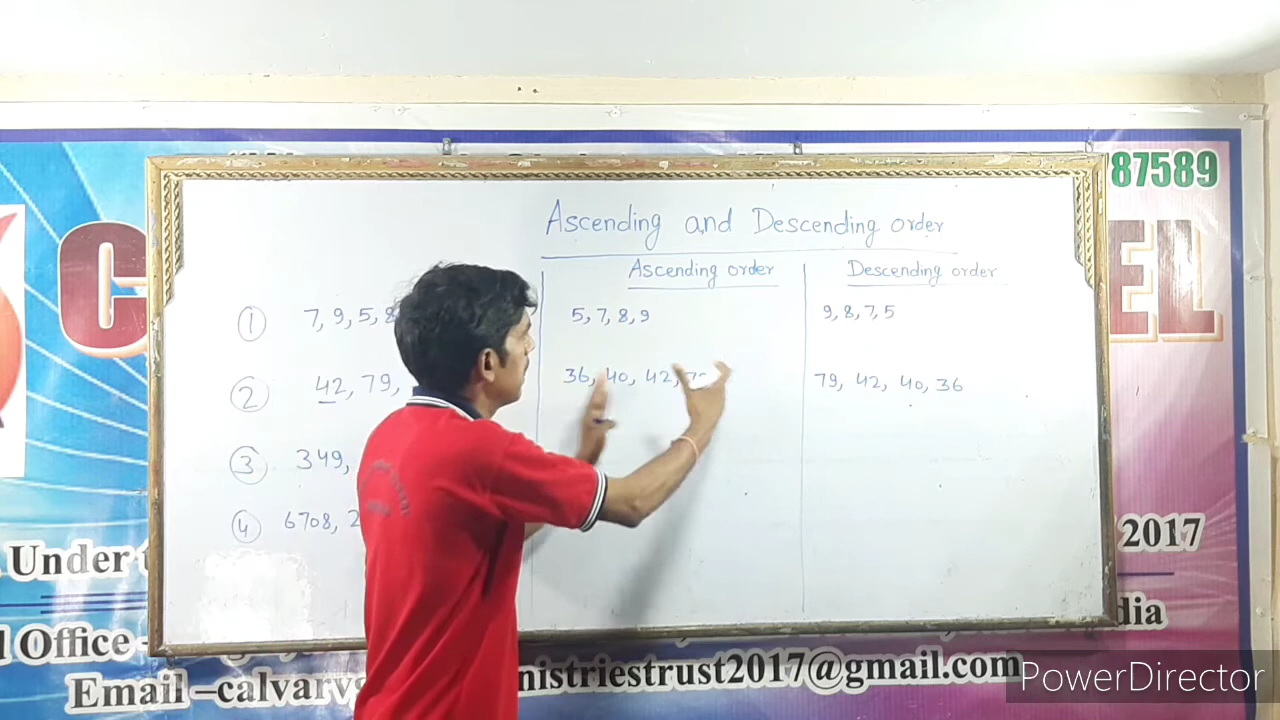 787589
C EL
Ascending and Descending order
Ascending order Descending order
① 7, 9, 5, 8 5, 7, 8, 9 9, 8, 7, 5
② 42, 79, 36, 40, 42, 79, 42, 40, 36
③ 349,
④ 6708, 2
Under 2017
Office – dia
Email –calvary nistriestrust2017@gmail.com
PowerDirector